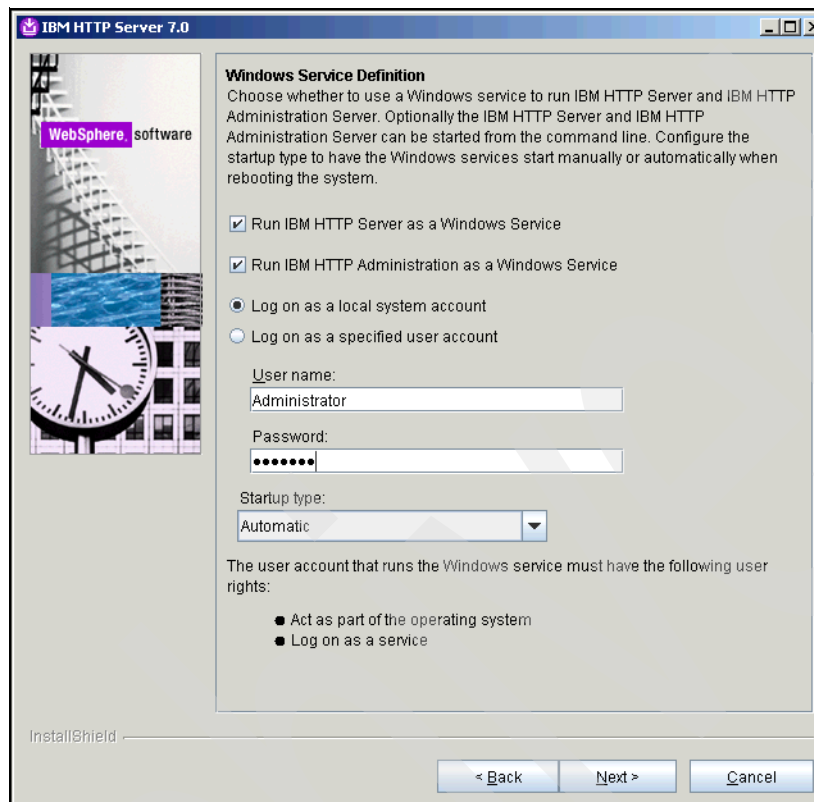 IBM HTTP Server 7.0
WebSphere. software
Windows Service Definition
Choose whether to use a Windows service to run IBM HTTP Server and IBM HTTP
Administration Server. Optionally the IBM HTTP Server and IBM HTTP
Administration Server can be started from the command line. Configure the
startup type to have the Windows services start manually or automatically when
rebooting the system.
Run IBM HTTP Server as a Windows Service
Run IBM HTTP Administration as a Windows Service
Log on as a local system account
Log on as a specified user account
User name:
Administrator
Password:
●●●●●●●
Startup type:
Automatic
The user account that runs the Windows service must have the following user
rights:
● Act as part of the operating system
● Log on as a service
InstallShield
< Back
Next >
Cancel